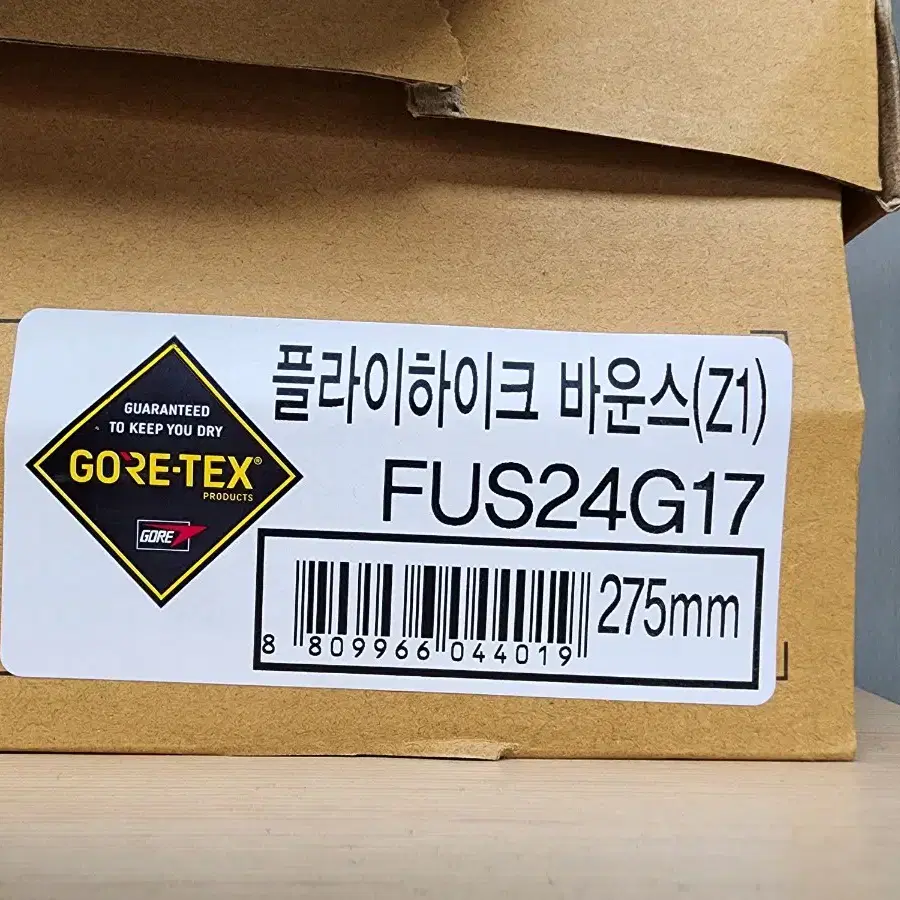 플라이하이크 바운스(Z1)
GUARANTEED
TO KEEP YOU DRY
GORE-TEX®
PRODUCTS
GORE
FUS24G17
275mm
8 809966 044019